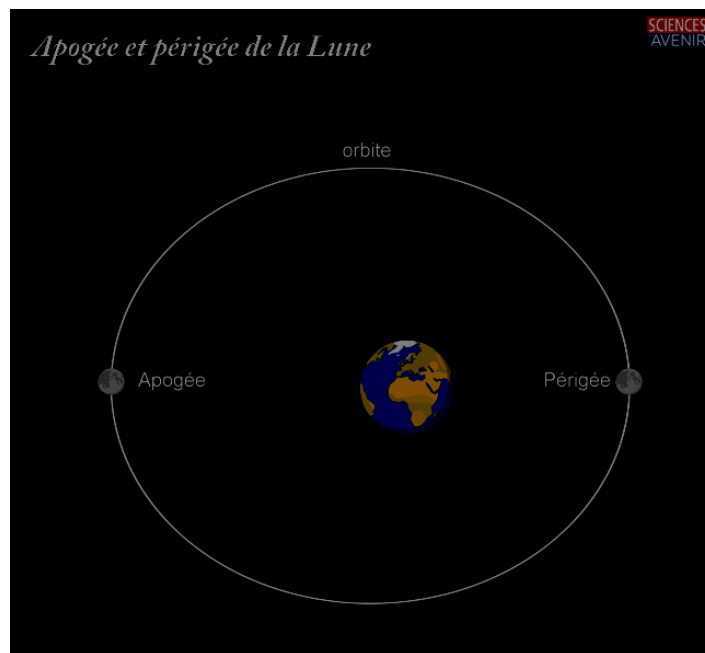 Apogée et périgée de la Lune
SCIENCES
AVENIR
orbite
Apogée
Périgée